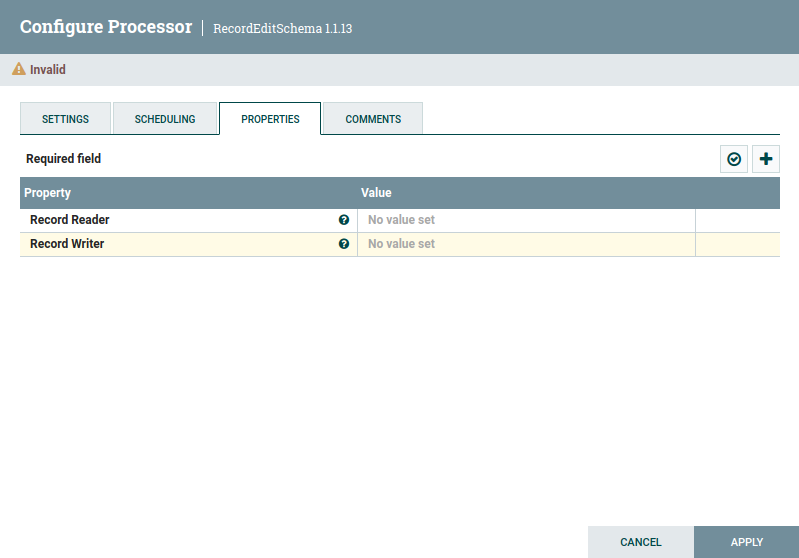 Configure Processor | RecordEditSchema 1.1.13
Invalid
SETTINGS SCHEDULING PROPERTIES COMMENTS
Required field
Property Value
Record Reader No value set
Record Writer No value set
CANCEL APPLY